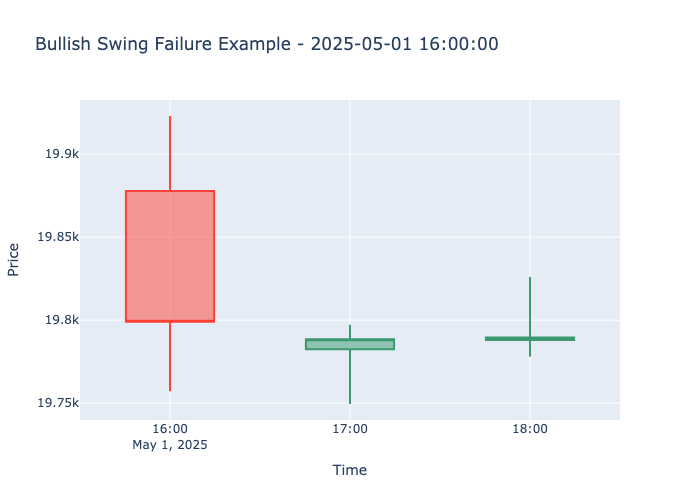 Bullish Swing Failure Example - 2025-05-01 16:00:00
19.9k
19.85k
19.8k
19.75k
Price
16:00
May 1, 2025
17:00
18:00
Time